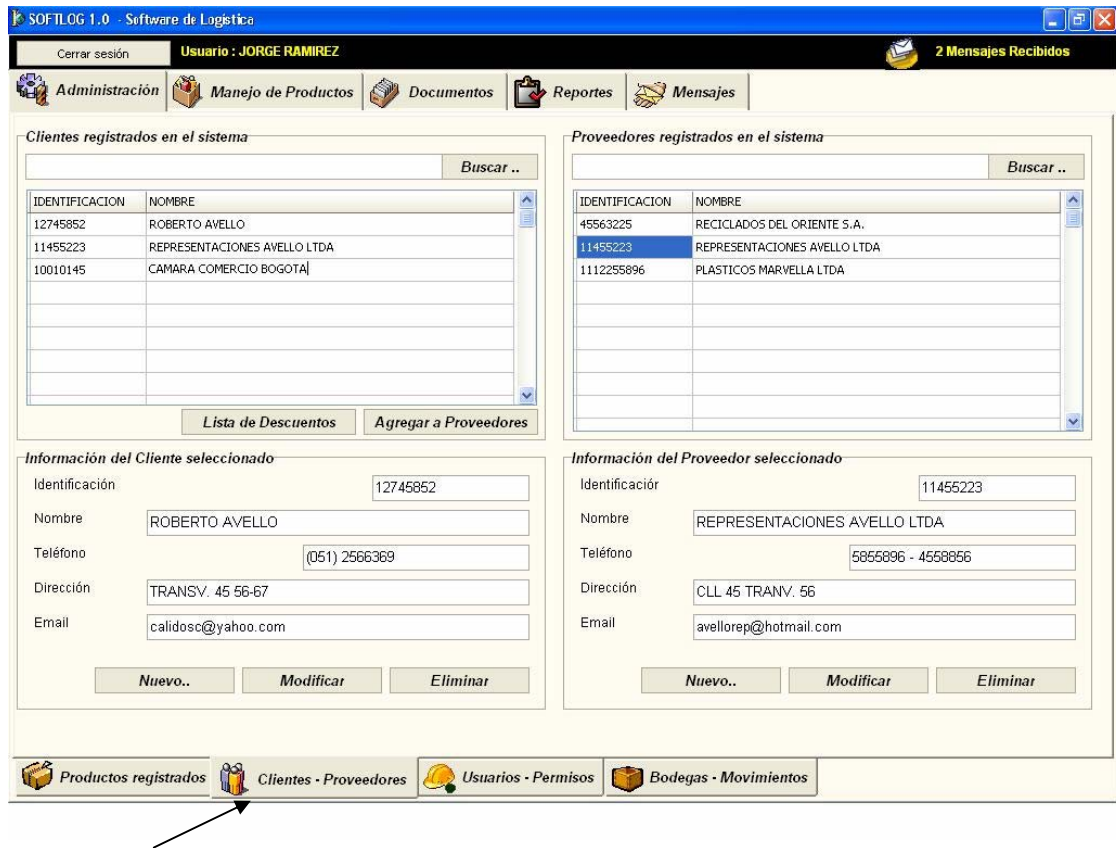 SOFTLOG 1.0 - Software de Logística
Cerrar sesión Usuario : JORGE RAMIREZ 2 Mensajes Recibidos
Administración Manejo de Productos Documentos Reportes Mensajes
Clientes registrados en el sistema
Buscar ..
IDENTIFICACION NOMBRE
12745852 ROBERTO AVELLO
11455223 REPRESENTACIONES AVELLO LTDA
10010145 CAMARA COMERCIO BOGOTA
Lista de Descuentos Agregar a Proveedores
Proveedores registrados en el sistema
Buscar ..
IDENTIFICACION NOMBRE
45563225 RECICLADOS DEL ORIENTE S.A.
11455223 REPRESENTACIONES AVELLO LTDA
1112255896 PLASTICOS MARVELLA LTDA
Información del Cliente seleccionado
Identificación 12745852
Nombre ROBERTO AVELLO
Teléfono (051) 2566369
Dirección TRANSV. 45 56-67
Email calidosc@yahoo.com
Nuevo.. Modificar Eliminar
Información del Proveedor seleccionado
Identificaciór 11455223
Nombre REPRESENTACIONES AVELLO LTDA
Teléfono 5855896 - 4558856
Dirección CLL 45 TRANV. 56
Email avellorep@hotmail.com
Nuevo.. Modificar Eliminar
Productos registrados Clientes - Proveedores Usuarios - Permisos Bodegas - Movimientos